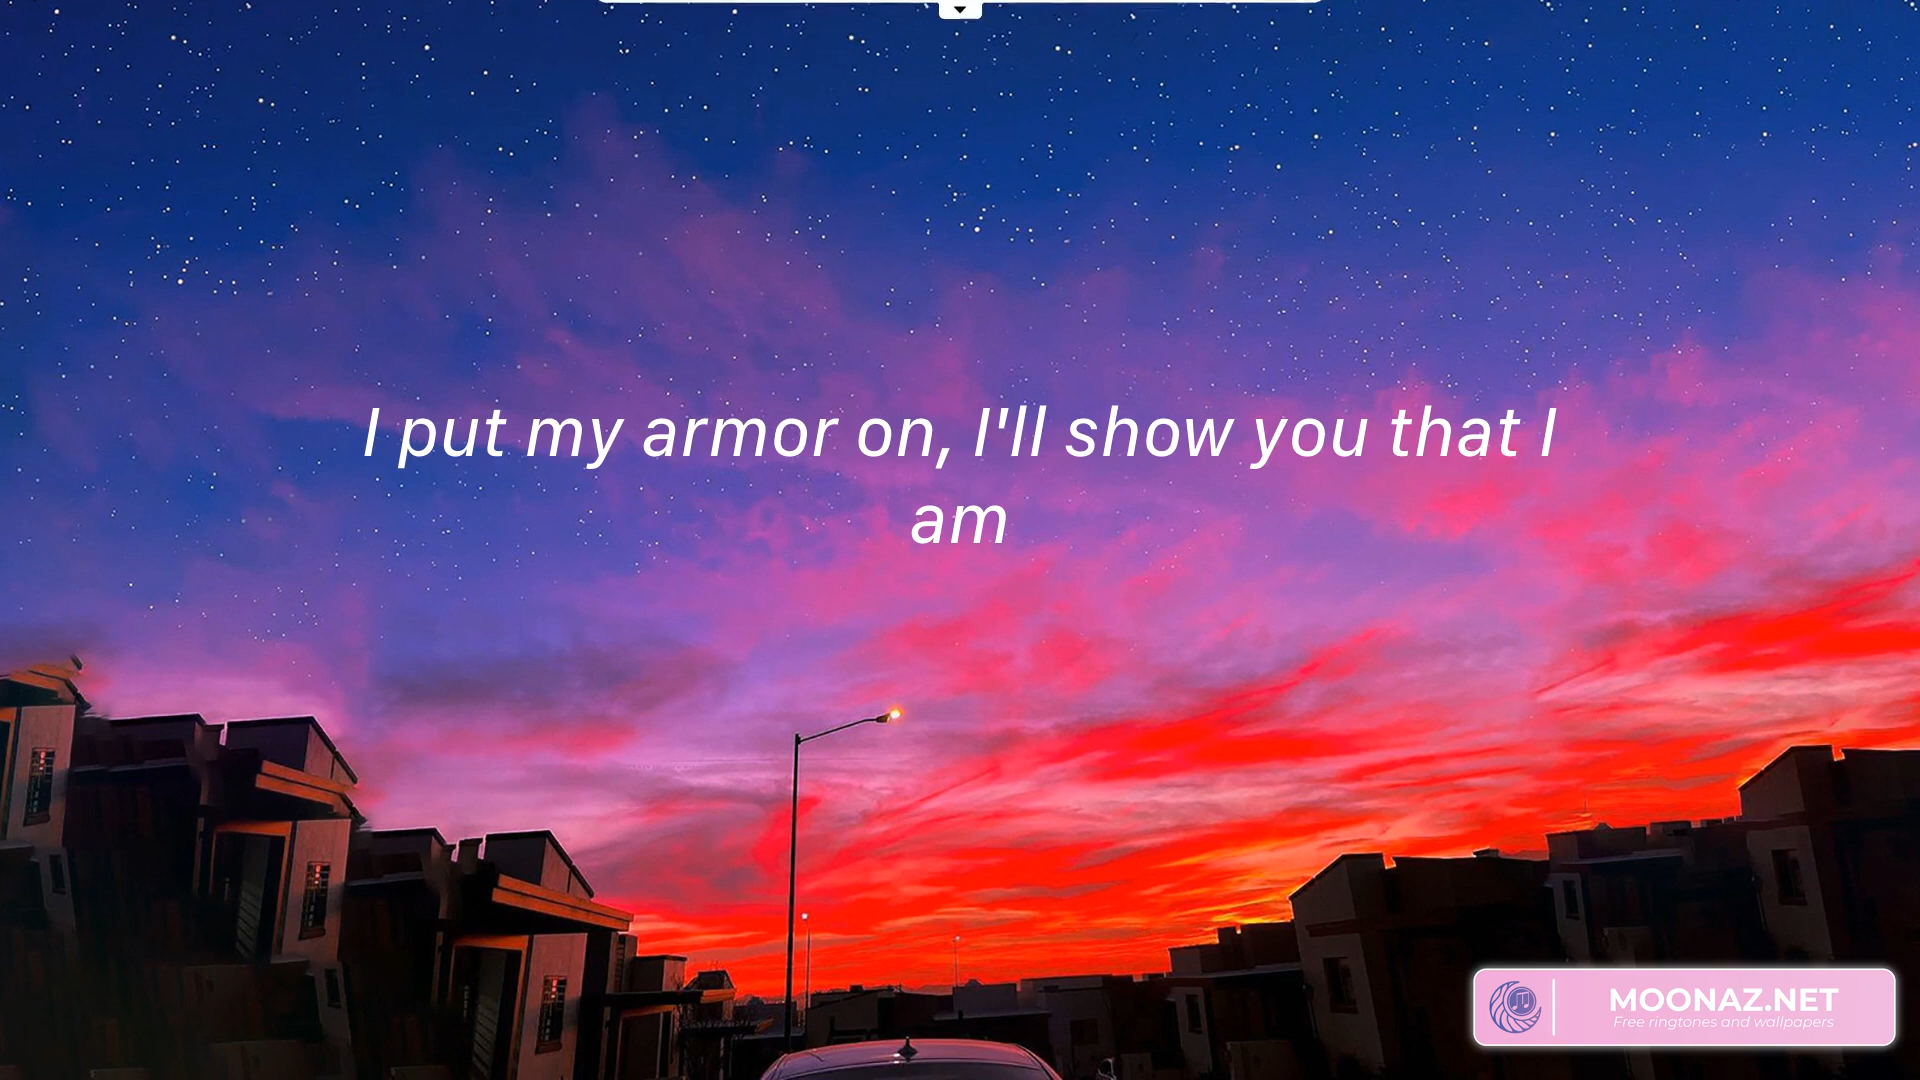 I put my armor on, I'll show you that I
am
MOONAZ.NET
Free ringtones and wallpapers